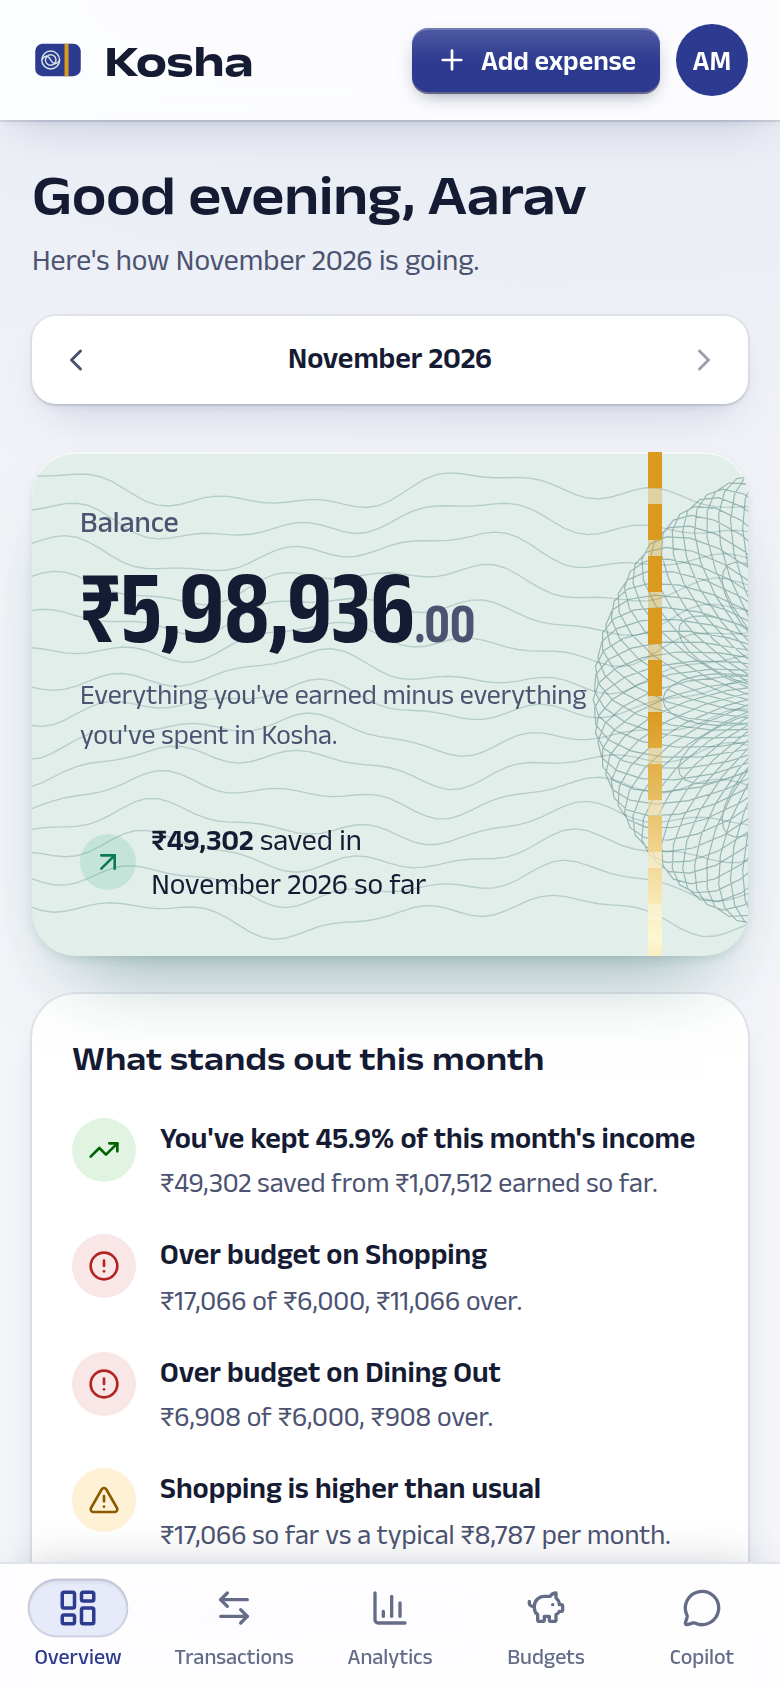 Kosha
Add expense
AM
Good evening, Aarav
Here's how November 2026 is going.
November 2026
Balance
₹5,98,936.00
Everything you've earned minus everything
you've spent in Kosha.
₹49,302 saved in
November 2026 so far
What stands out this month
You've kept 45.9% of this month's income
₹49,302 saved from ₹1,07,512 earned so far.
Over budget on Shopping
₹17,066 of ₹6,000, ₹11,066 over.
Over budget on Dining Out
₹6,908 of ₹6,000, ₹908 over.
Shopping is higher than usual
₹17,066 so far vs a typical ₹8,787 per month.
Overview
Transactions
Analytics
Budgets
Copilot